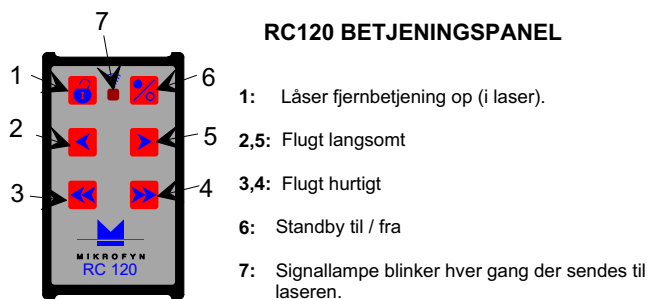 RC120 BETJENINGSPANEL
7
1
6
2
5
3
4
MIKROFYN
RC 120
1: Låser fjernbetjening op (i laser).
2,5: Flugt langsomt
3,4: Flugt hurtigt
6: Standby til / fra
7: Signallampe blinker hver gang der sendes til
laseren.